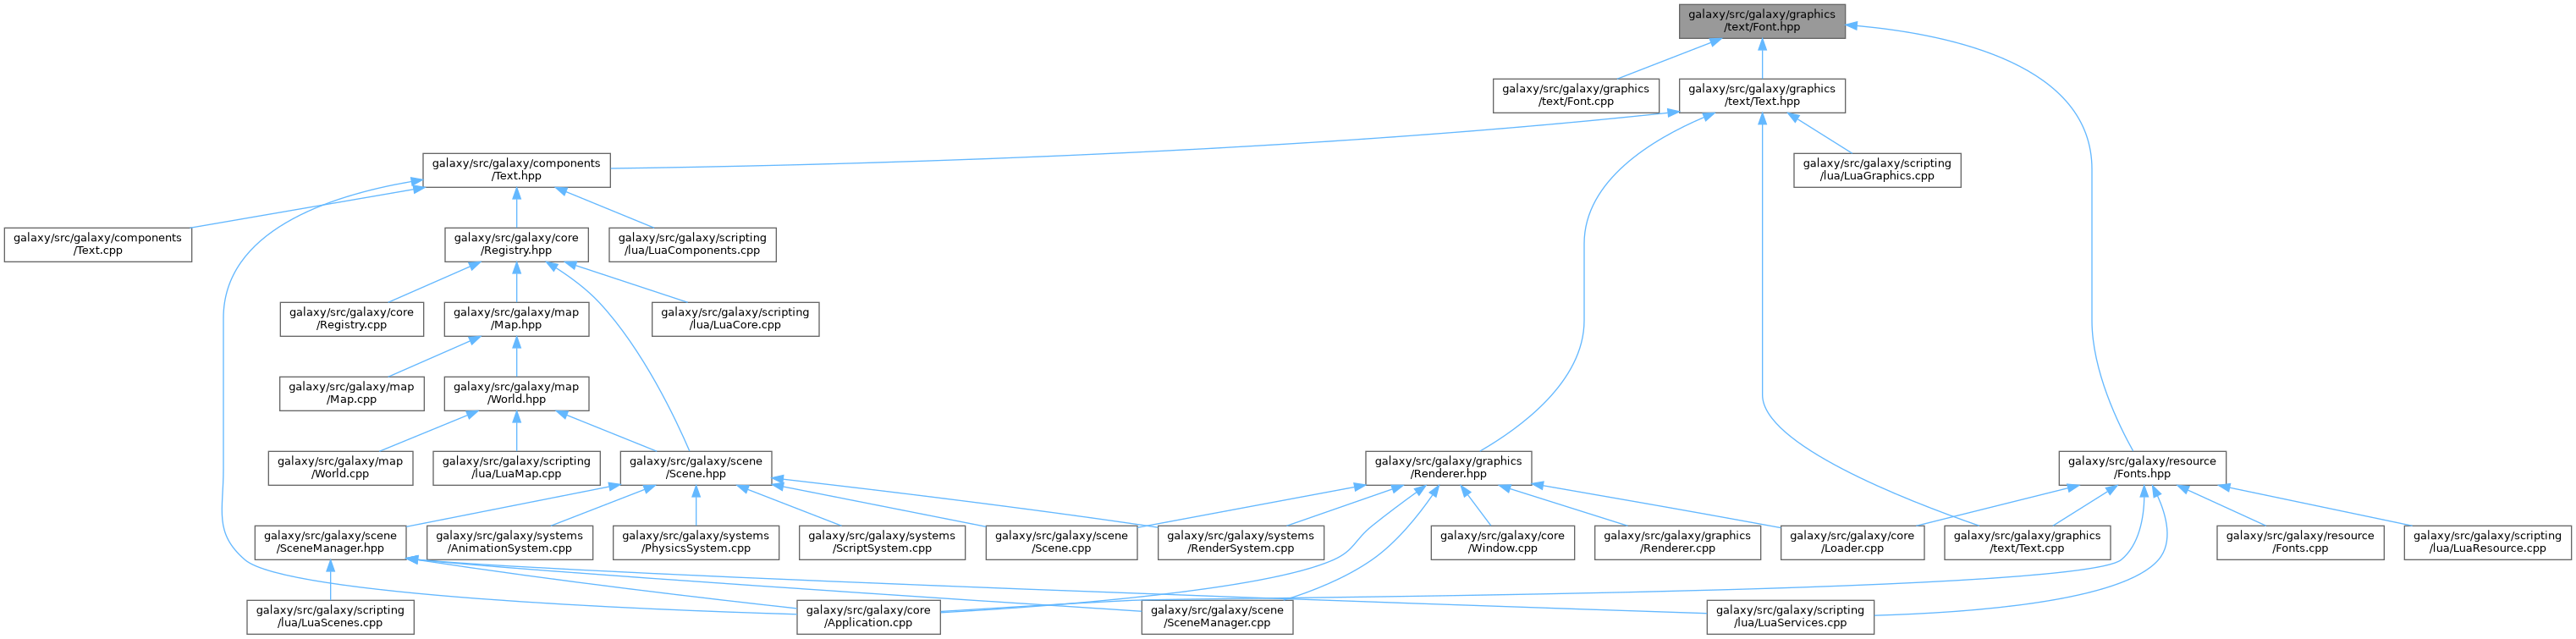 galaxy/src/galaxy/graphics
/text/Font.hpp
galaxy/src/galaxy/graphics
/text/Font.cpp
galaxy/src/galaxy/graphics
/text/Text.hpp
galaxy/src/galaxy/components
/Text.hpp
galaxy/src/galaxy/scripting
/lua/LuaGraphics.cpp
galaxy/src/galaxy/components
/Text.cpp
galaxy/src/galaxy/core
/Registry.hpp
galaxy/src/galaxy/scripting
/lua/LuaComponents.cpp
galaxy/src/galaxy/core
/Registry.cpp
galaxy/src/galaxy/map
/Map.hpp
galaxy/src/galaxy/scripting
/lua/LuaCore.cpp
galaxy/src/galaxy/map
/Map.cpp
galaxy/src/galaxy/map
/World.hpp
galaxy/src/galaxy/map
/World.cpp
galaxy/src/galaxy/scripting
/lua/LuaMap.cpp
galaxy/src/galaxy/scene
/Scene.hpp
galaxy/src/galaxy/graphics
/Renderer.hpp
galaxy/src/galaxy/resource
/Fonts.hpp
galaxy/src/galaxy/scene
/SceneManager.hpp
galaxy/src/galaxy/systems
/AnimationSystem.cpp
galaxy/src/galaxy/systems
/PhysicsSystem.cpp
galaxy/src/galaxy/systems
/ScriptSystem.cpp
galaxy/src/galaxy/scene
/Scene.cpp
galaxy/src/galaxy/systems
/RenderSystem.cpp
galaxy/src/galaxy/core
/Window.cpp
galaxy/src/galaxy/graphics
/Renderer.cpp
galaxy/src/galaxy/core
/Loader.cpp
galaxy/src/galaxy/graphics
/text/Text.cpp
galaxy/src/galaxy/resource
/Fonts.cpp
galaxy/src/galaxy/scripting
/lua/LuaResource.cpp
galaxy/src/galaxy/scripting
/lua/LuaScenes.cpp
galaxy/src/galaxy/core
/Application.cpp
galaxy/src/galaxy/scene
/SceneManager.cpp
galaxy/src/galaxy/scripting
/lua/LuaServices.cpp